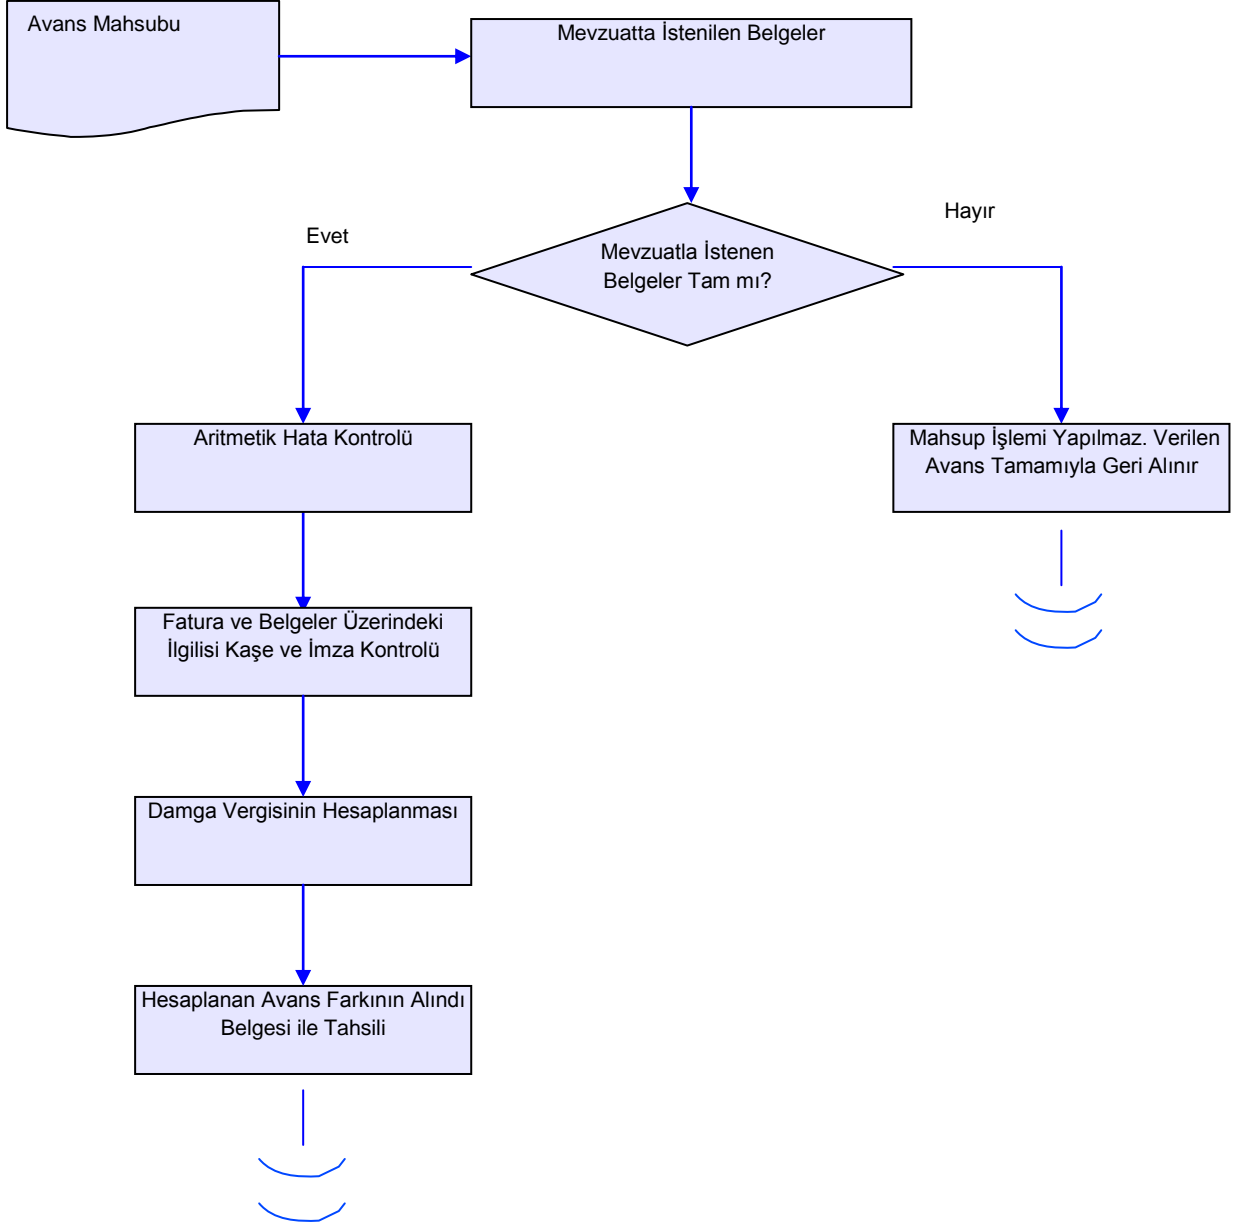 Avans Mahsubu
Mevzuatta İstenilen Belgeler
Hayır
Evet
Mevzuatla İstenen
Belgeler Tam mı?
Aritmetik Hata Kontrolü
Mahsup İşlemi Yapılmaz. Verilen
Avans Tamamıyla Geri Alınır
Fatura ve Belgeler Üzerindeki
İlgilisi Kaşe ve İmza Kontrolü
Damga Vergisinin Hesaplanması
Hesaplanan Avans Farkının Alındı
Belgesi ile Tahsili